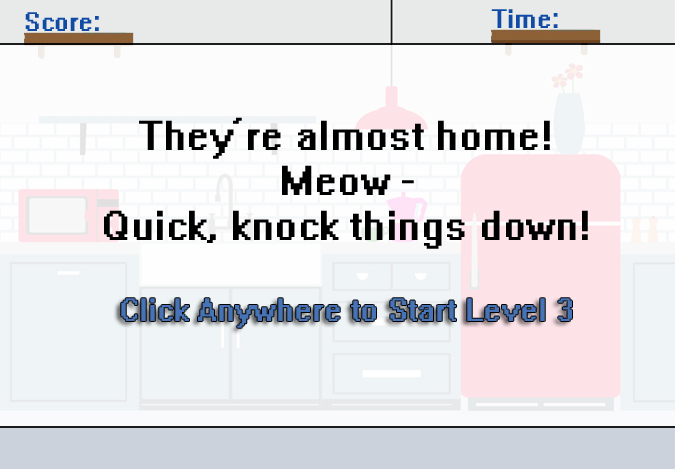 Score:
Time:
They're almost home!
Meow -
Quick, knock things down!
Click Anywhere to Start Level 3